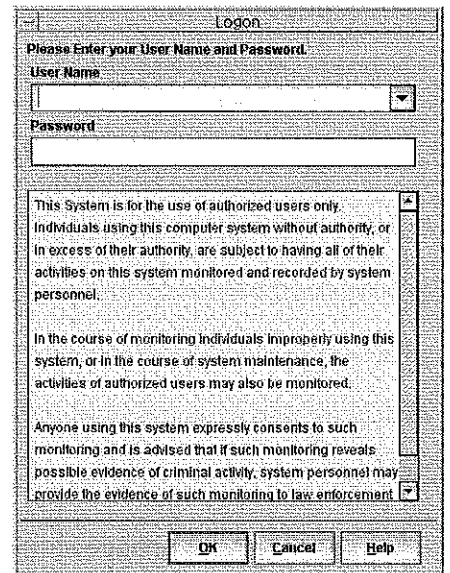 Logon
Please Enter your User Name and Password.
User Name
Password
This System is for the use of authorized users only.
Individuals using this computer system without authority, or
in excess of their authority, are subject to having all of their
activities on this system monitored and recorded by system
personnel.
In the course of monitoring individuals improperly using this
system, or in the course of system maintenance, the
activities of authorized users may also be monitored.
Anyone using this system expressly consents to such
monitoring and is advised that if such monitoring reveals
possible evidence of criminal activity, system personnel may
provide the evidence of such monitoring to law enforcement
OK Cancel Help